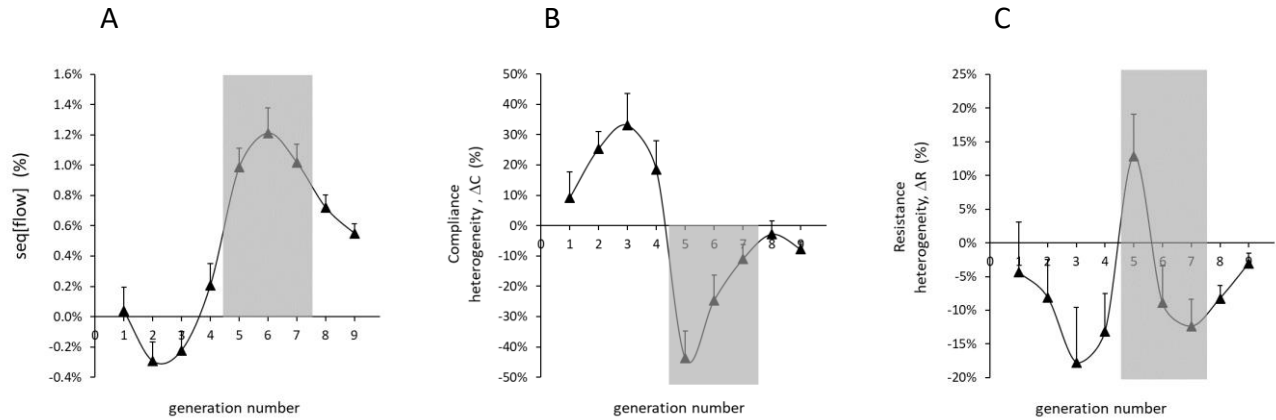 A
B
C
1.6%
1.4%
1.2%
1.0%
0.8%
0.6%
0.4%
0.2%
0.0%
-0.2%
-0.4%
seq[flow] (%)
0 1 2 3 4 5 6 7 8 9
generation number
50%
40%
30%
20%
10%
0%
-10%
-20%
-30%
-40%
-50%
Compliance
heterogeneity , ΔC (%)
0 1 2 3 4 5 6 7 8 9
generation number
25%
20%
15%
10%
5%
0%
-5%
-10%
-15%
-20%
Resistance
heterogeneity, ΔR (%)
0 1 2 3 4 5 6 7 8 9
generation number